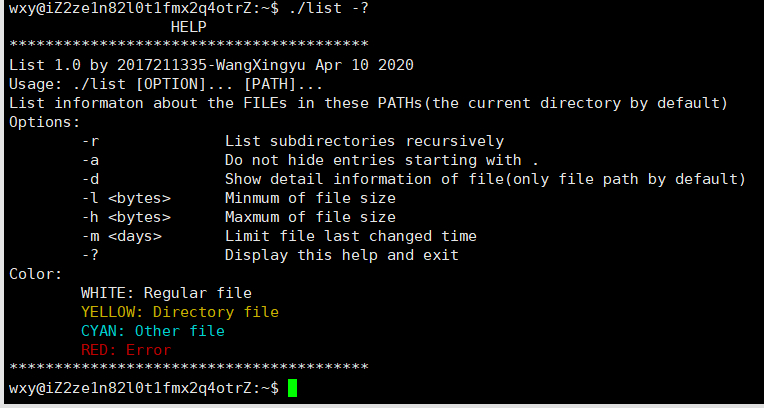 wxy@iZ2ze1n82l0t1fmx2q4otrZ:~$ ./list -?
HELP
****************************************
List 1.0 by 2017211335-WangXingyu Apr 10 2020
Usage: ./list [OPTION]... [PATH]...
List informaton about the FILEs in these PATHs(the current directory by default)
Options:
-r List subdirectories recursively
-a Do not hide entries starting with .
-d Show detail information of file(only file path by default)
-l <bytes> Minmum of file size
-h <bytes> Maxmum of file size
-m <days> Limit file last changed time
-? Display this help and exit
Color:
WHITE: Regular file
YELLOW: Directory file
CYAN: Other file
RED: Error
****************************************
wxy@iZ2ze1n82l0t1fmx2q4otrZ:~$